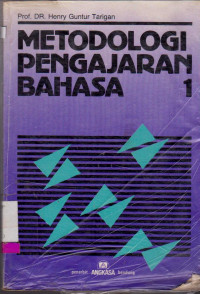 Prof. DR. Henry Guntur Tarigan
METODOLOGI
PENGAJARAN
BAHASA 1
penerbit ANGKASA bandung